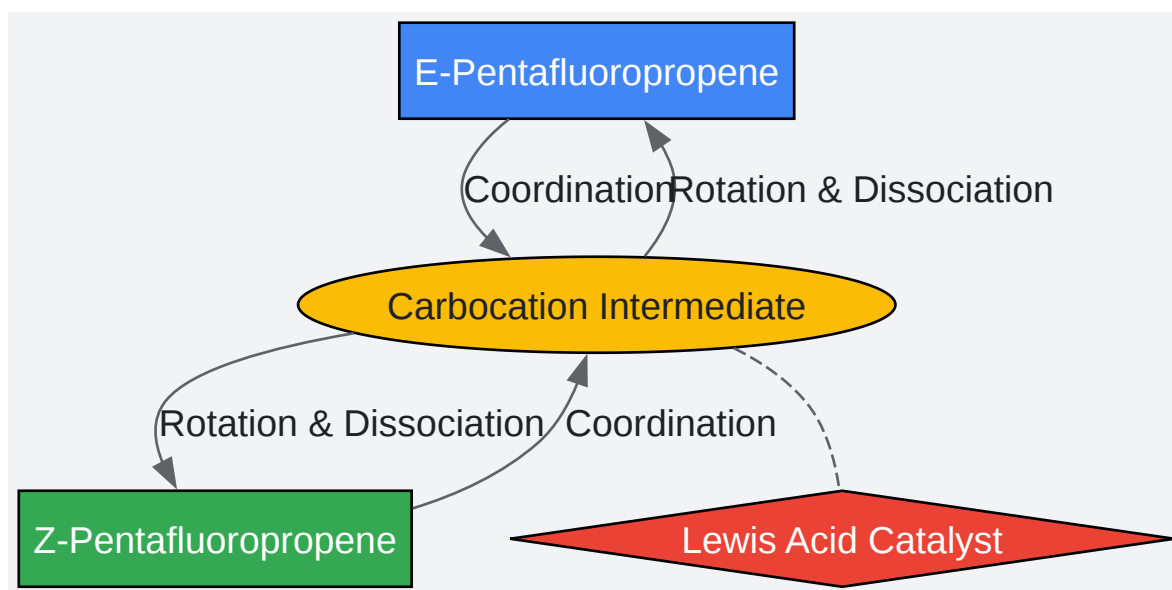 E-Pentafluoropropene
Coordination
Rotation & Dissociation
Carbocation Intermediate
Rotation & Dissociation
Coordination
Z-Pentafluoropropene
Lewis Acid Catalyst